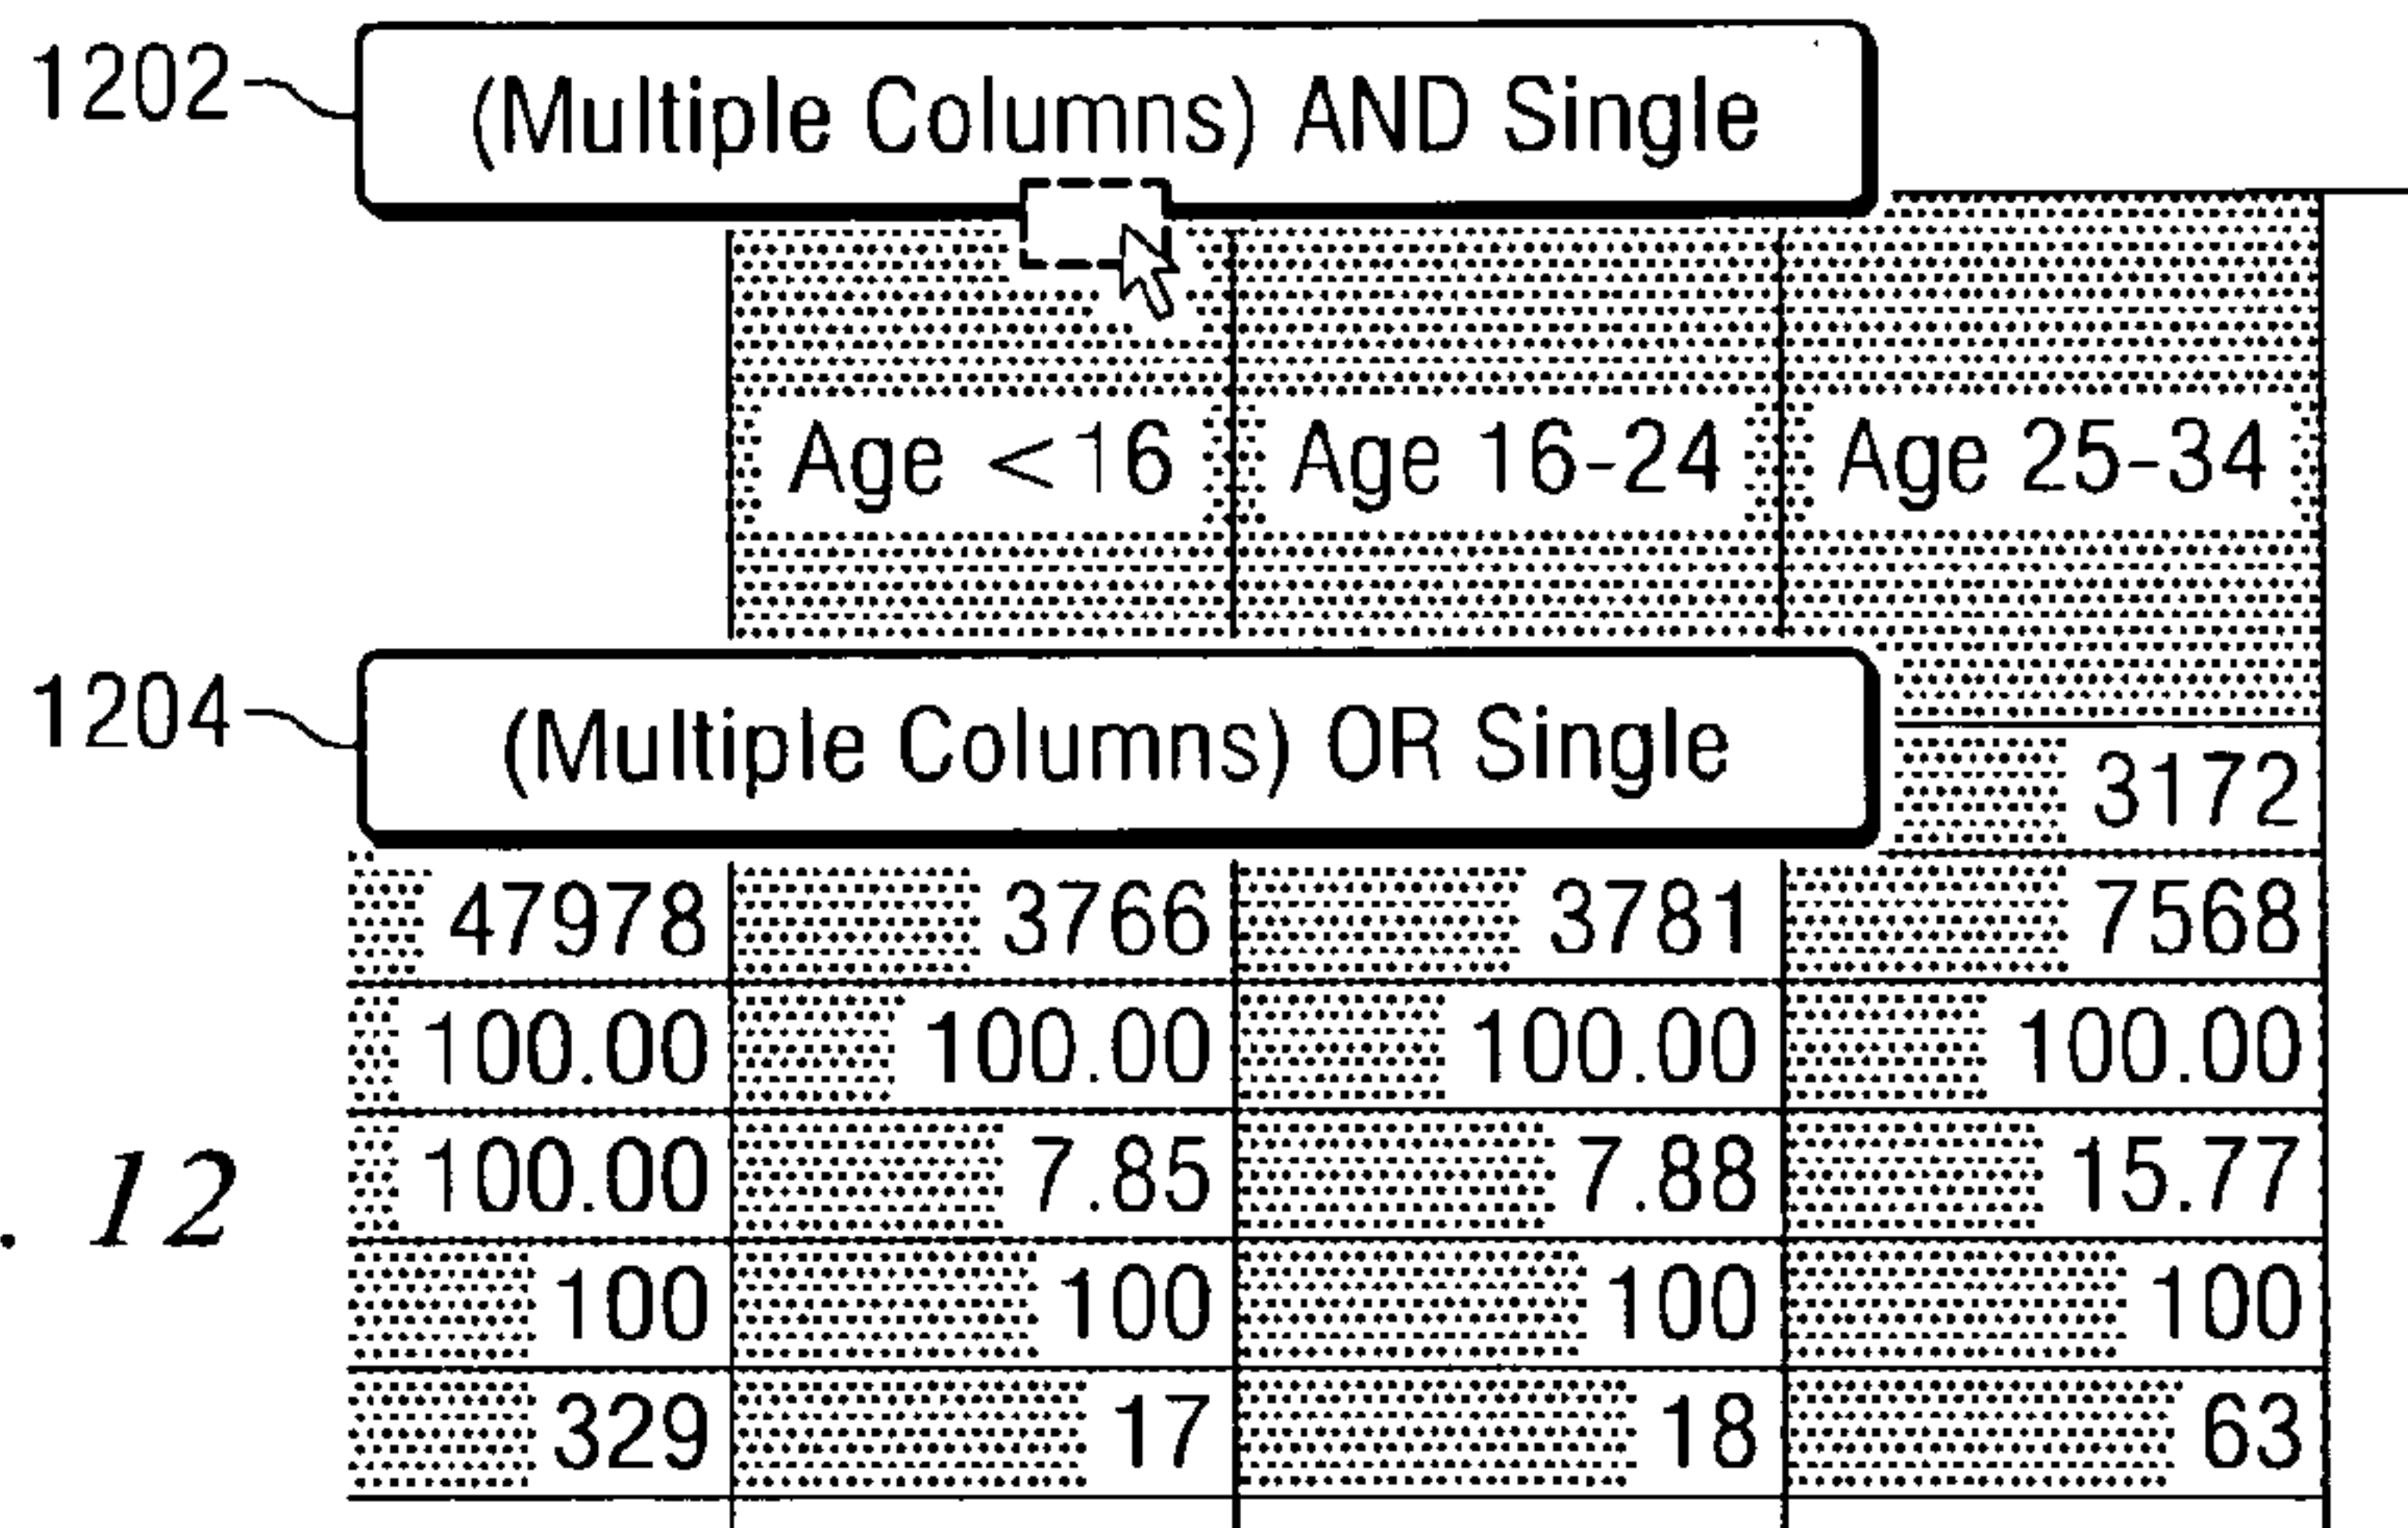 1202 (Multiple Columns) AND Single
Age <16 Age 16-24 Age 25-34
1204 (Multiple Columns) OR Single
3172
47978 3766 3781 7568
100.00 100.00 100.00 100.00
100.00 7.85 7.88 15.77
. 12
100 100 100 100
329 17 18 63